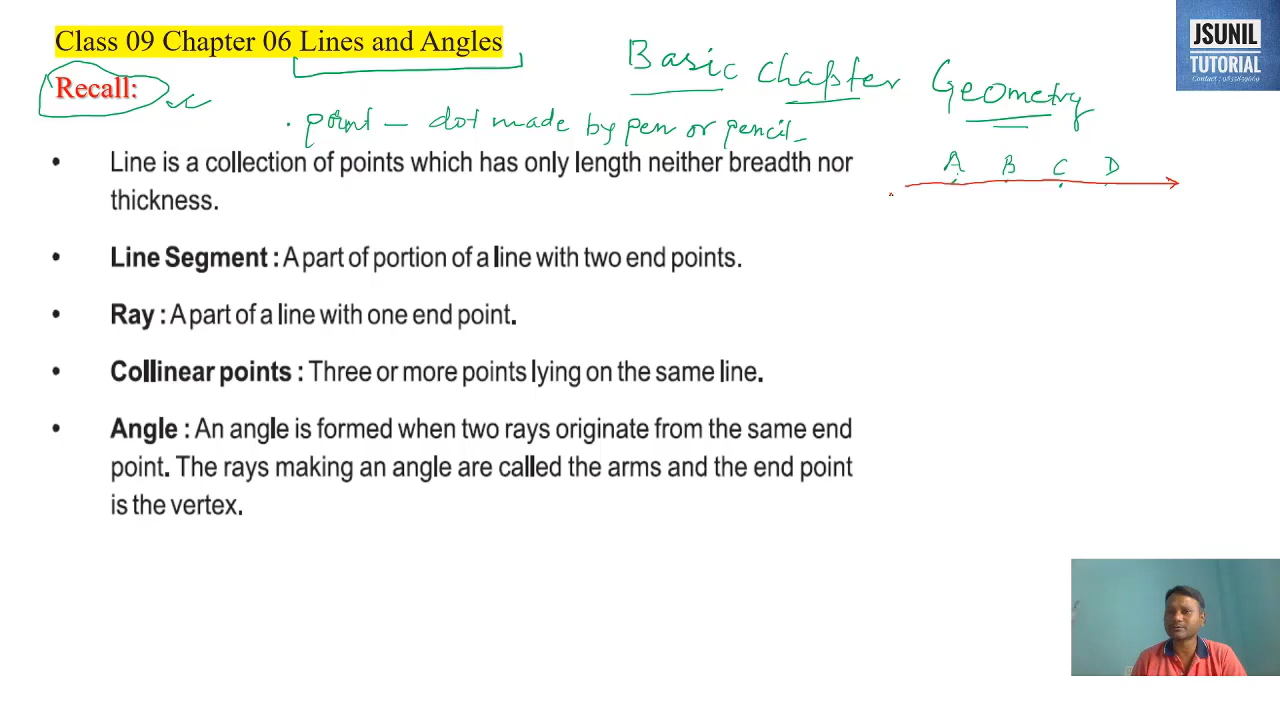 Class 09 Chapter 06 Lines and Angles
JSUNIL
TUTORIAL
Contact : 9835859669
Basic Chapter Geometry
Recall:
. point – dot made by pen or pencil
• Line is a collection of points which has only length neither breadth nor
thickness.
A B C D
• Line Segment : A part of portion of a line with two end points.
• Ray : A part of a line with one end point.
• Collinear points : Three or more points lying on the same line.
• Angle : An angle is formed when two rays originate from the same end
point. The rays making an angle are called the arms and the end point
is the vertex.